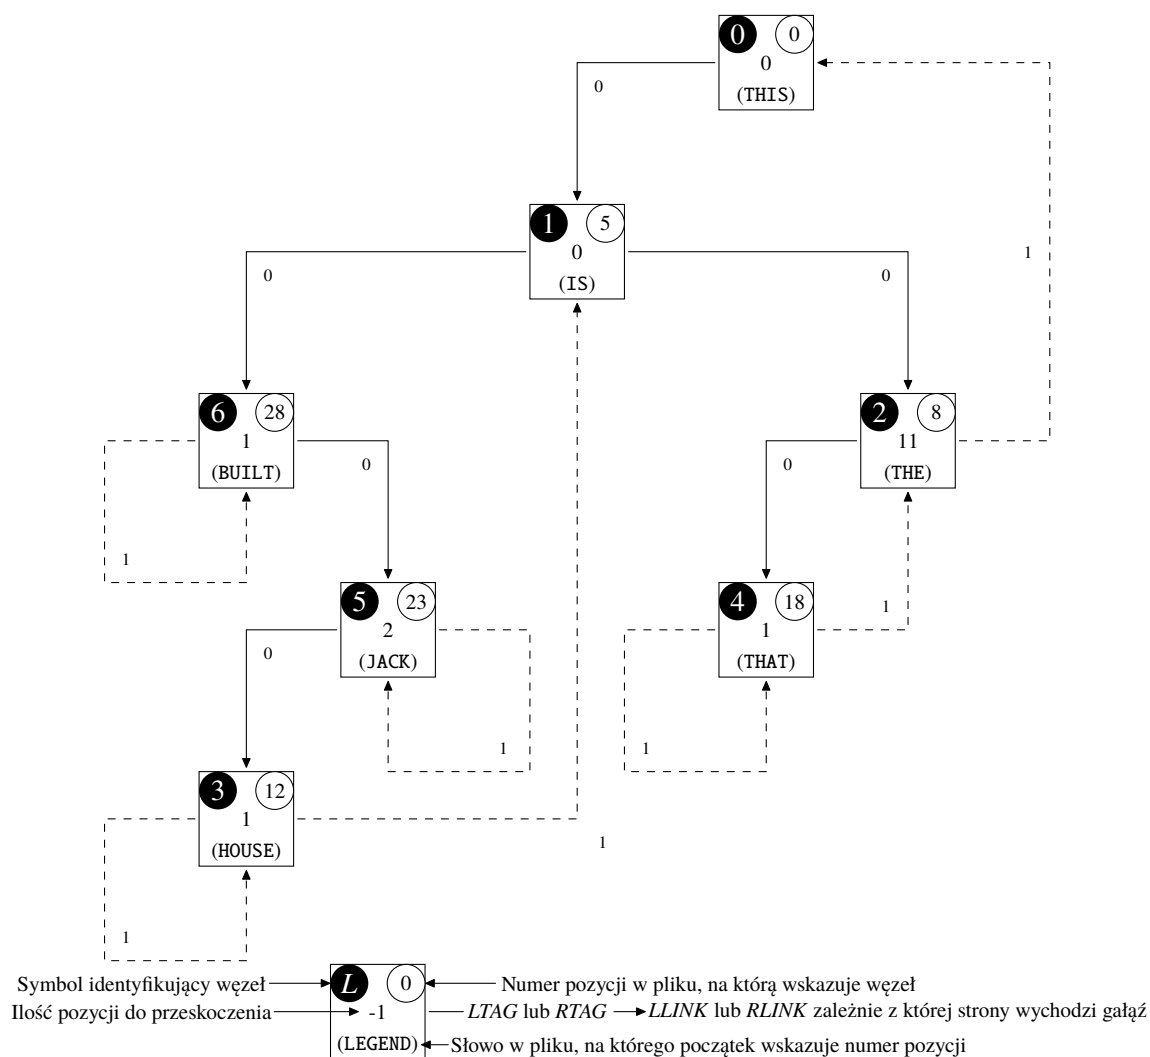 0 0
0
(THIS)
0
1 5
0
(IS)
1
0 0
6 28
1
(BUILT)
2 8
11
(THE)
0 0
1
5 23
2
(JACK)
4 18
1
(THAT)
1
0
1 1
3 12
1
(HOUSE)
1
1
Symbol identyfikujący węzeł L 0 Numer pozycji w pliku, na którą wskazuje węzeł
Ilość pozycji do przeskoczenia -1 LTAG lub RTAG LLINK lub RLINK zależnie z której strony wychodzi gałąź
(LEGEND) Słowo w pliku, na którego początek wskazuje numer pozycji